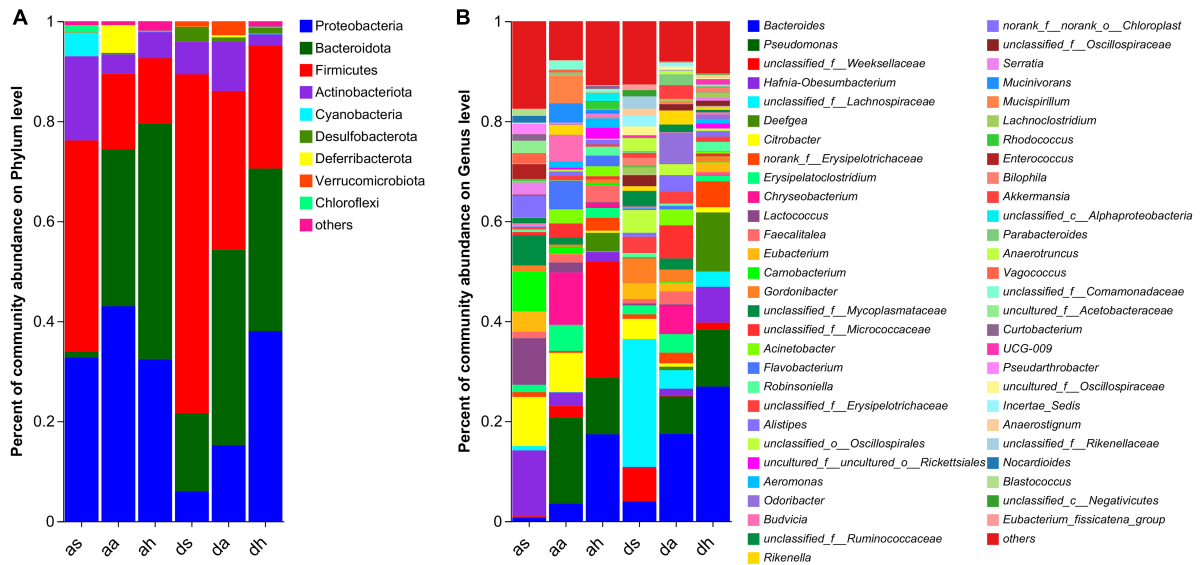 A
Percent of community abundance on Phylum level
1
0.8
0.6
0.4
0.2
0
as
aa
ah
ds
da
dh
Proteobacteria
Bacteroidota
Firmicutes
Actinobacteriota
Cyanobacteria
Desulfobacterota
Deferribacterota
Verrucomicrobiota
Chloroflexi
others
B
Percent of community abundance on Genus level
1
0.8
0.6
0.4
0.2
0
as
aa
ah
ds
da
dh
Bacteroides
Pseudomonas
unclassified_f__Weeksellaceae
Hafnia-Obesumbacterium
unclassified_f__Lachnospiraceae
Deefgea
Citrobacter
norank_f__Erysipelotrichaceae
Erysipelatoclostridium
Chryseobacterium
Lactococcus
Faecalitalea
Eubacterium
Carnobacterium
Gordonibacter
unclassified_f__Mycoplasmataceae
unclassified_f__Micrococcaceae
Acinetobacter
Flavobacterium
Robinsoniella
unclassified_f__Erysipelotrichaceae
Alistipes
unclassified_o__Oscillospirales
uncultured_f__uncultured_o__Rickettsiales
Aeromonas
Odoribacter
Budvicia
unclassified_f__Ruminococcaceae
Rikenella
norank_f__norank_o__Chloroplast
unclassified_f__Oscillospiraceae
Serratia
Mucinivorans
Mucispirillum
Lachnoclostridium
Rhodococcus
Enterococcus
Bilophila
Akkermansia
unclassified_c__Alphaproteobacteria
Parabacteroides
Anaerotruncus
Vagococcus
unclassified_f__Comamonadaceae
uncultured_f__Acetobacteraceae
Curtobacterium
UCG-009
Pseudarthrobacter
uncultured_f__Oscillospiraceae
Incertae_Sedis
Anaerostignum
unclassified_f__Rikenellaceae
Nocardioides
Blastococcus
unclassified_c__Negativicutes
Eubacterium_fissicatena_group
others